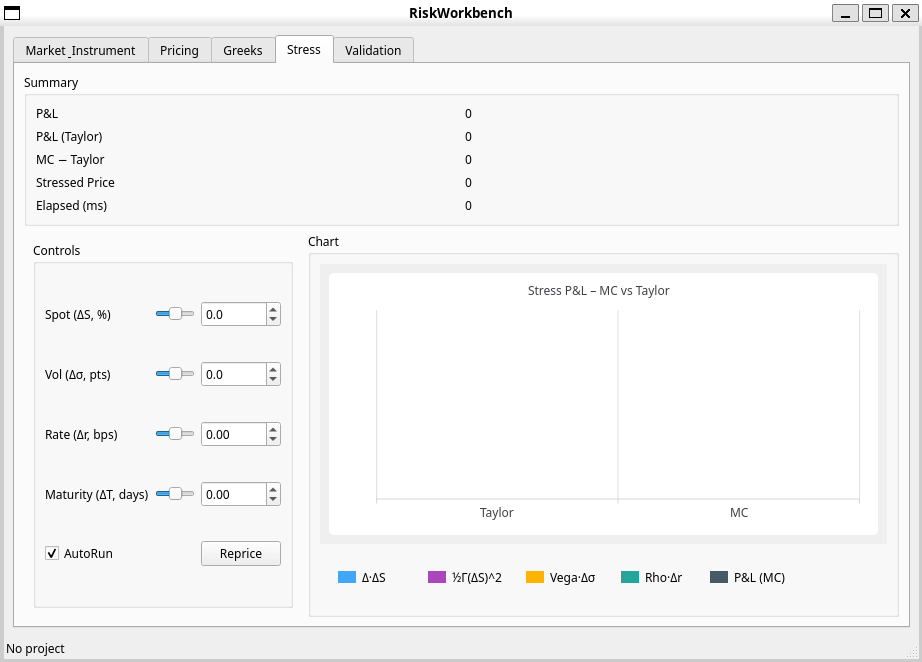 RiskWorkbench
Market_Instrument Pricing Greeks Stress Validation
Summary
P&L 0
P&L (Taylor) 0
MC − Taylor 0
Stressed Price 0
Elapsed (ms) 0
Controls
Spot (ΔS, %) 0.0
Vol (Δσ, pts) 0.0
Rate (Δr, bps) 0.00
Maturity (ΔT, days) 0.00
AutoRun Reprice
Chart
Stress P&L – MC vs Taylor
Taylor MC
Δ·ΔS ½Γ(ΔS)^2 Vega·Δσ Rho·Δr P&L (MC)
No project